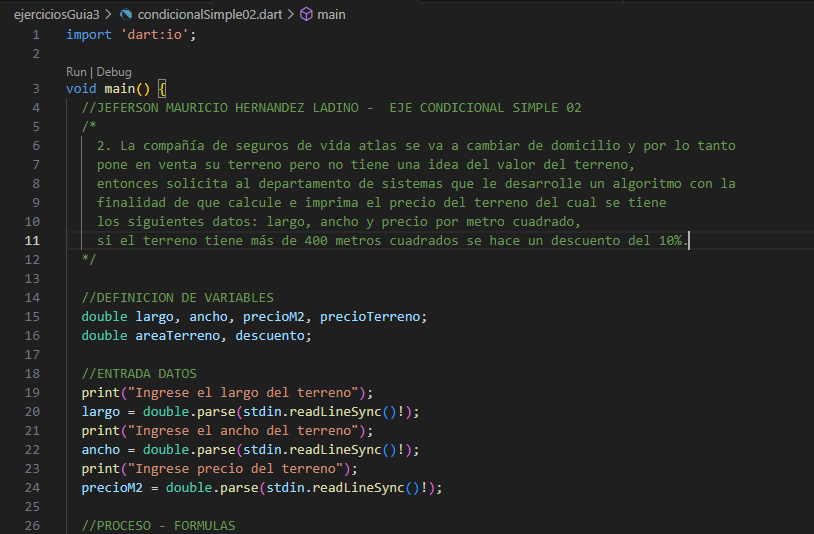 ejerciciosGuia3 > condicionalSimple02.dart > main
1 import 'dart:io';
2
Run | Debug
3 void main() {
4 //JEFERSON MAURICIO HERNANDEZ LADINO -  EJE CONDICIONAL SIMPLE 02
5 /*
6 2. La compañía de seguros de vida atlas se va a cambiar de domicilio y por lo tanto
7 pone en venta su terreno pero no tiene una idea del valor del terreno,
8 entonces solicita al departamento de sistemas que le desarrolle un algoritmo con la
9 finalidad de que calcule e imprima el precio del terreno del cual se tiene
10 los siguientes datos: largo, ancho y precio por metro cuadrado,
11 si el terreno tiene más de 400 metros cuadrados se hace un descuento del 10%.
12 */
13
14 //DEFINICION DE VARIABLES
15 double largo, ancho, precioM2, precioTerreno;
16 double areaTerreno, descuento;
17
18 //ENTRADA DATOS
19 print("Ingrese el largo del terreno");
20 largo = double.parse(stdin.readLineSync()!);
21 print("Ingrese el ancho del terreno");
22 ancho = double.parse(stdin.readLineSync()!);
23 print("Ingrese precio del terreno");
24 precioM2 = double.parse(stdin.readLineSync()!);
25
26 //PROCESO - FORMULAS